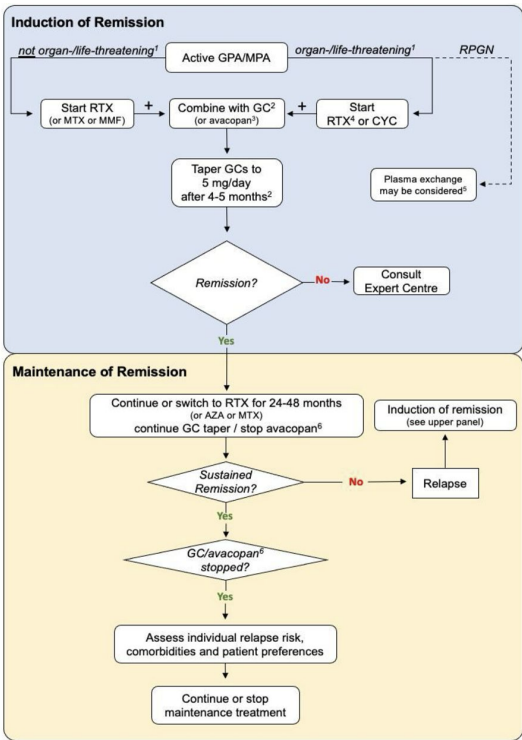 Induction of Remission
not organ-/life-threatening¹
organ-/life-threatening¹
RPGN
Active GPA/MPA
Start RTX
(or MTX or MMF)
+
Combine with GC²
(or avacopan³)
+
Start
RTX⁴ or CYC
Taper GCs to
5 mg/day
after 4-5 months²
Plasma exchange
may be considered⁵
Remission?
No
Consult
Expert Centre
Yes
Maintenance of Remission
Continue or switch to RTX for 24-48 months
(or AZA or MTX)
continue GC taper / stop avacopan⁶
Induction of remission
(see upper panel)
Sustained
Remission?
No
Relapse
Yes
GC/avacopan⁶
stopped?
Yes
Assess individual relapse risk,
comorbidities and patient preferences
Continue or stop
maintenance treatment